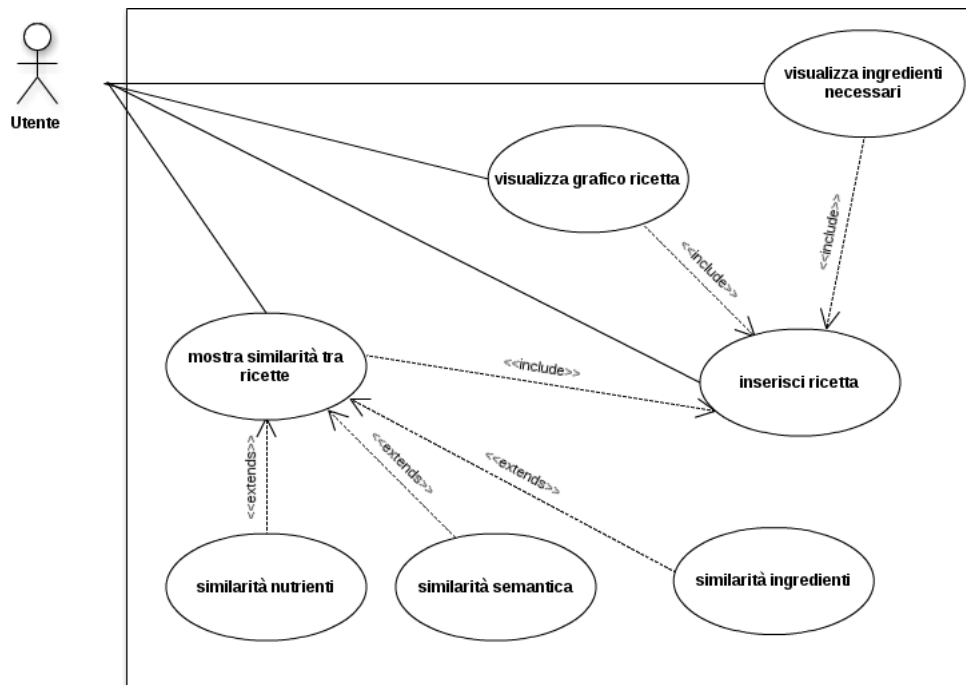 Utente
visualizza ingredienti
necessari
visualizza grafico ricetta
<<include>>
<<include>>
mostra similarità tra
ricette
<<include>>
inserisci ricetta
<<extends>>
<<extends>>
<<extends>>
similarità nutrienti
similarità semantica
similarità ingredienti